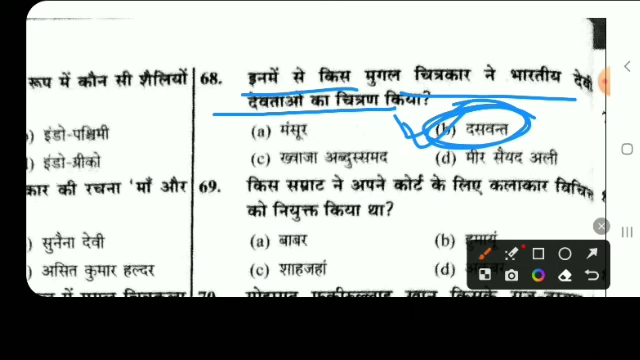 रूप में कौन सी शैलियों
इंडो-पश्चिमी
इंडो-ग्रीको
कार की रचना 'माँ और
सुनैना देवी
असित कुमार हल्दर
68. इनमें से किस मुगल चित्रकार ने भारतीय देवी
देवताओं का चित्रण किया?
(a) मंसूर (b) दसवन्त
(c) ख्वाजा अब्दुस्समद (d) मीर सैयद अली
69. किस सम्राट ने अपने कोर्ट के लिए कलाकार विचित्र
को नियुक्त किया था?
(a) बाबर (b) हुमायूं
(c) शाहजहां (d)